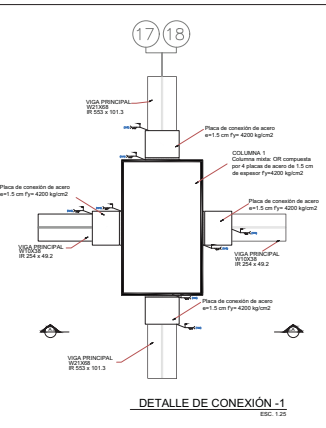 17 18
VIGA PRINCIPAL
W21X68
IR 553 x 101.3
Placa de conexión de acero
e=1.5 cm fy= 4200 kg/cm2
COLUMNA 1
Columna mixta: OR compuesta
por 4 placas de acero de 1.5 cm
de espesor Fy=4200 kg/cm2
Placa de conexión de acero
e=1.5 cm fy= 4200 kg/cm2
Placa de conexión de acero
e=1.5 cm fy= 4200 kg/cm2
VIGA PRINCIPAL
W10X38
IR 254 x 49.2
VIGA PRINCIPAL
W10X38
IR 254 x 49.2
Placa de conexión de acero
e=1.5 cm fy= 4200 kg/cm2
VIGA PRINCIPAL
W21X68
IR 553 x 101.3
DETALLE DE CONEXIÓN -1
ESC. 1:25